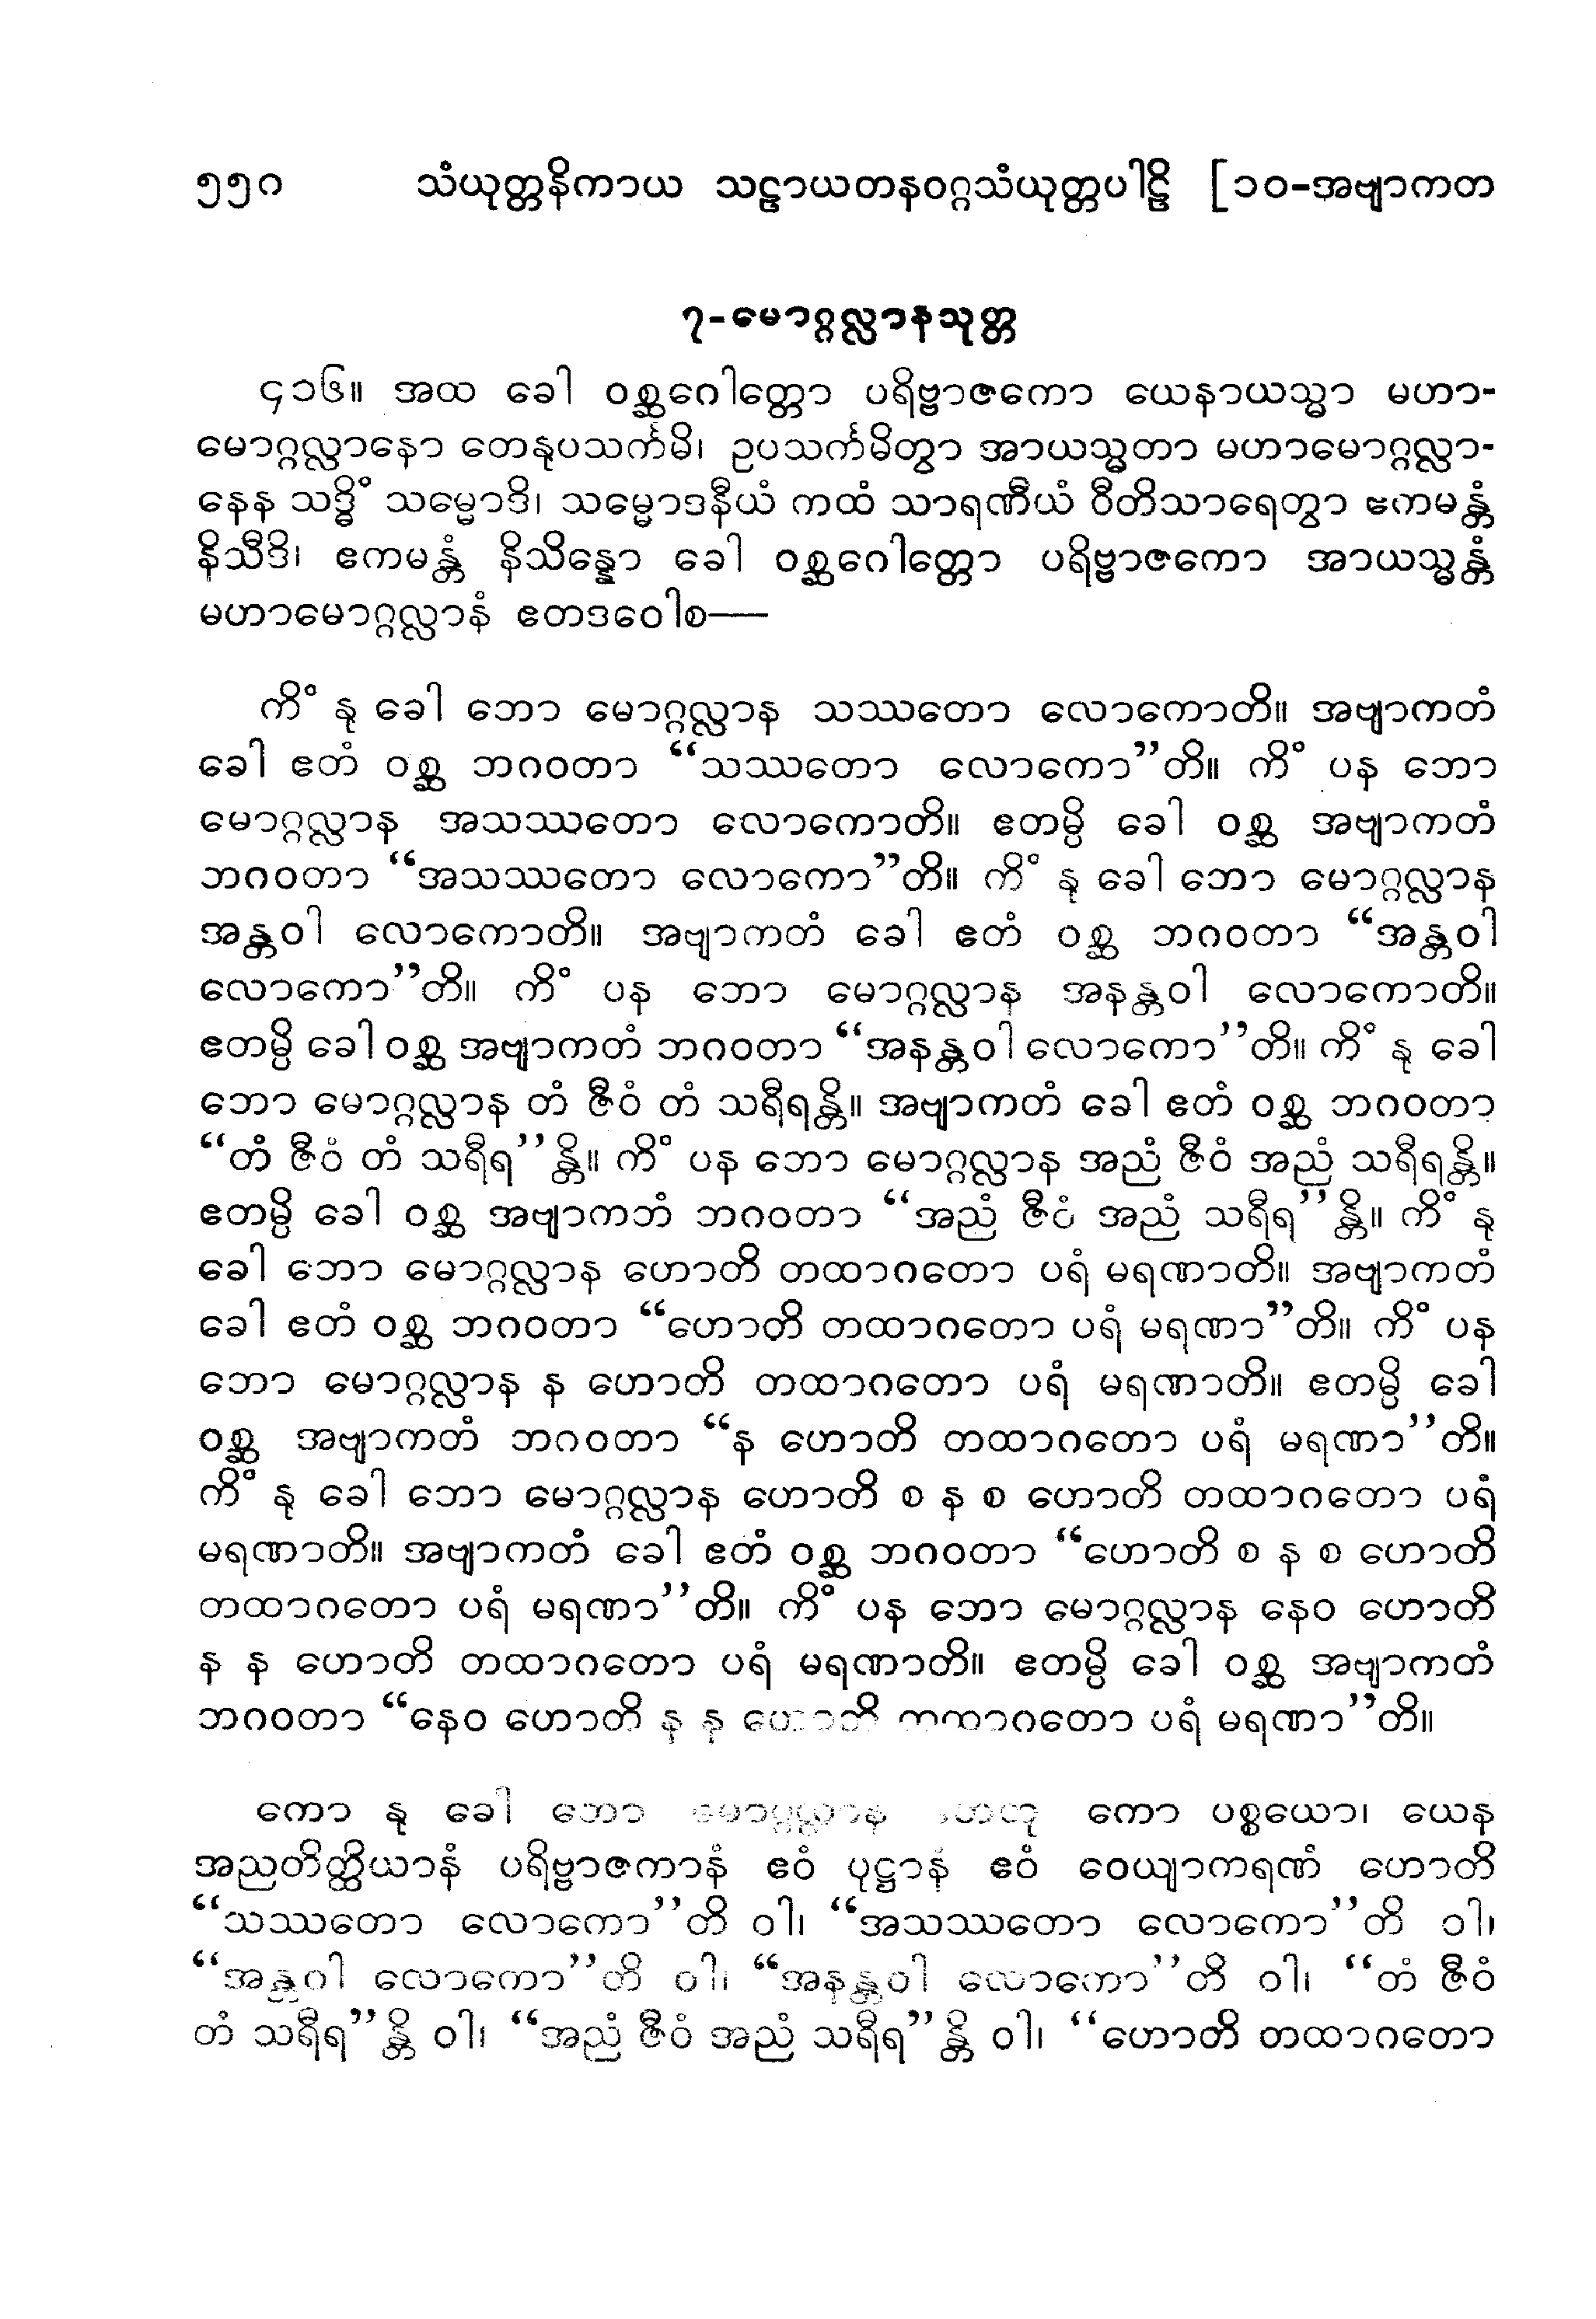 ၅၅၈ သံယုတ္တနိကာယ သဠာယတနဝဂ္ဂသံယုတ္တပါဠိ [၁၀-အဗျာကတ
၇-မောဂ္ဂလ္လာနသုတ္တ
၄၁၆။ အထ ခေါ ဝစ္ဆဂေါတ္တော ပရိဗ္ဗာဇကော ယေနာယသ္မာ မဟာ-
မောဂ္ဂလ္လာနော တေနုပသင်္ကမိ၊ ဥပသင်္ကမိတွာ အာယသ္မတာ မဟာမောဂ္ဂလ္လာ-
နေန သဒ္ဓိံ သမ္မောဒိ၊ သမ္မောဒနီယံ ကထံ သာရဏီယံ ဝီတိသာရေတွာ ဧကမန္တံ
နိသီဒိ၊ ဧကမန္တံ နိသိန္နော ခေါ ဝစ္ဆဂေါတ္တော ပရိဗ္ဗာဇကော အာယသ္မန္တံ
မဟာမောဂ္ဂလ္လာနံ ဧတဒဝေါစ—
ကိံ နု ခေါ ဘော မောဂ္ဂလ္လာန သဿတော လောကောတိ။ အဗျာကတံ
ခေါ ဧတံ ဝစ္ဆ ဘဂဝတာ “သဿတော လောကော”တိ။ ကိံ ပန ဘော
မောဂ္ဂလ္လာန အသဿတော လောကောတိ။ ဧတမ္ပိ ခေါ ဝစ္ဆ အဗျာကတံ
ဘဂဝတာ “အသဿတော လောကော”တိ။ ကိံ နု ခေါ ဘော မောဂ္ဂလ္လာန
အန္တဝါ လောကောတိ။ အဗျာကတံ ခေါ ဧတံ ဝစ္ဆ ဘဂဝတာ “အန္တဝါ
လောကော”တိ။ ကိံ ပန ဘော မောဂ္ဂလ္လာန အနန္တဝါ လောကောတိ။
ဧတမ္ပိ ခေါ ဝစ္ဆ အဗျာကတံ ဘဂဝတာ “အနန္တဝါ လောကော”တိ။ ကိံ နု ခေါ
ဘော မောဂ္ဂလ္လာန တံ ဇီဝံ တံ သရီရန္တိ။ အဗျာကတံ ခေါ ဧတံ ဝစ္ဆ ဘဂဝတာ
“တံ ဇီဝံ တံ သရီရ”န္တိ။ ကိံ ပန ဘော မောဂ္ဂလ္လာန အညံ ဇီဝံ အညံ သရီရန္တိ။
ဧတမ္ပိ ခေါ ဝစ္ဆ အဗျာကဘံ ဘဂဝတာ “အညံ ဇီဝံ အညံ သရီရ”န္တိ။ ကိံ နု
ခေါ ဘော မောဂ္ဂလ္လာန ဟောတိ တထာဂတော ပရံ မရဏာတိ။ အဗျာကတံ
ခေါ ဧတံ ဝစ္ဆ ဘဂဝတာ “ဟောတိ တထာဂတော ပရံ မရဏာ”တိ။ ကိံ ပန
ဘော မောဂ္ဂလ္လာန န ဟောတိ တထာဂတော ပရံ မရဏာတိ။ ဧတမ္ပိ ခေါ
ဝစ္ဆ အဗျာကတံ ဘဂဝတာ “န ဟောတိ တထာဂတော ပရံ မရဏာ”တိ။
ကိံ နု ခေါ ဘော မောဂ္ဂလ္လာန ဟောတိ စ န စ ဟောတိ တထာဂတော ပရံ
မရဏာတိ။ အဗျာကတံ ခေါ ဧတံ ဝစ္ဆ ဘဂဝတာ “ဟောတိ စ န စ ဟောတိ
တထာဂတော ပရံ မရဏာ”တိ။ ကိံ ပန ဘော မောဂ္ဂလ္လာန နေဝ ဟောတိ
န န ဟောတိ တထာဂတော ပရံ မရဏာတိ။ ဧတမ္ပိ ခေါ ဝစ္ဆ အဗျာကတံ
ဘဂဝတာ “နေဝ ဟောတိ န န ဟောတိ တထာဂတော ပရံ မရဏာ”တိ။
ကော နု ခေါ ဘော မောဂ္ဂလ္လာန ဟေတု ကော ပစ္စယော၊ ယေန
အညတိတ္ထိယာနံ ပရိဗ္ဗာဇကာနံ ဧဝံ ပုဋ္ဌာနံ ဧဝံ ဝေယျာကရဏံ ဟောတိ
“သဿတော လောကော”တိ ဝါ၊ “အသဿတော လောကော”တိ ဝါ၊
“အန္တဝါ လောကော”တိ ဝါ၊ “အနန္တဝါ လောကော”တိ ဝါ၊ “တံ ဇီဝံ
တံ သရီရ”န္တိ ဝါ၊ “အညံ ဇီဝံ အညံ သရီရ”န္တိ ဝါ၊ “ဟောတိ တထာဂတော